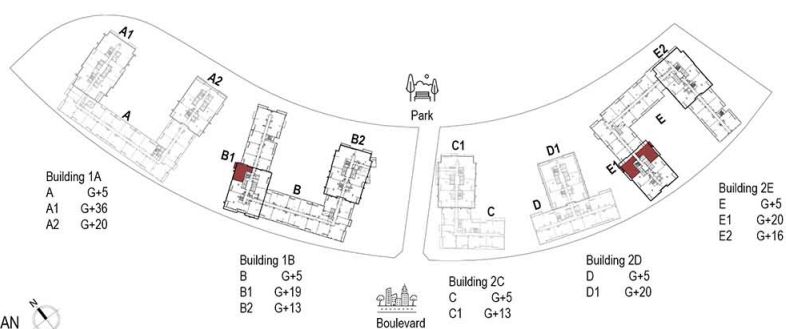 A1
A2
A
B1
B2
B
Park
C1
C
D1
D
E2
E
E1
Building 1A
A G+5
A1 G+36
A2 G+20
Building 1B
B G+5
B1 G+19
B2 G+13
Building 2C
C G+5
C1 G+13
Building 2D
D G+5
D1 G+20
Building 2E
E G+5
E1 G+20
E2 G+16
Boulevard
AN
N